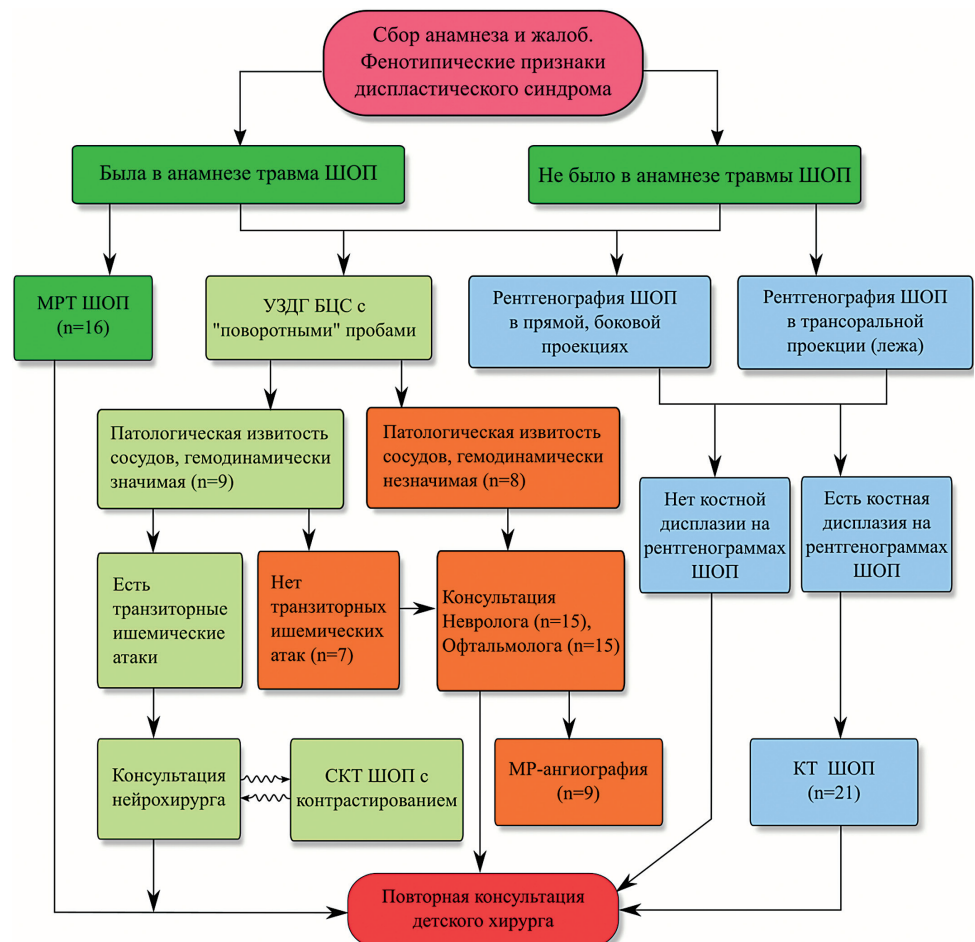 Сбор анамнеза и жалоб.
Фенотипические признаки
диспластического синдрома
Была в анамнезе травма ШОП
Не было в анамнезе травмы ШОП
МРТ ШОП
(n=16)
УЗДГ БЦС с
"поворотными" пробами
Рентгенография ШОП
в прямой, боковой
проекциях
Рентгенография ШОП
в трансоральной
проекции (лежа)
Патологическая извитость
сосудов, гемодинамически
значимая (n=9)
Патологическая извитость
сосудов, гемодинамически
незначимая (n=8)
Нет костной
дисплазии на
рентгенограммах
ШОП
Есть костная
дисплазия на
рентгенограммах
ШОП
Есть
транзиторные
ишемические
атаки
Нет
транзиторных
ишемических
атак (n=7)
Консультация
Невролога (n=15),
Офтальмолога (n=15)
Консультация
нейрохирурга
СКТ ШОП с
контрастированием
МР-ангиография
(n=9)
КТ ШОП
(n=21)
Повторная консультация
детского хирурга